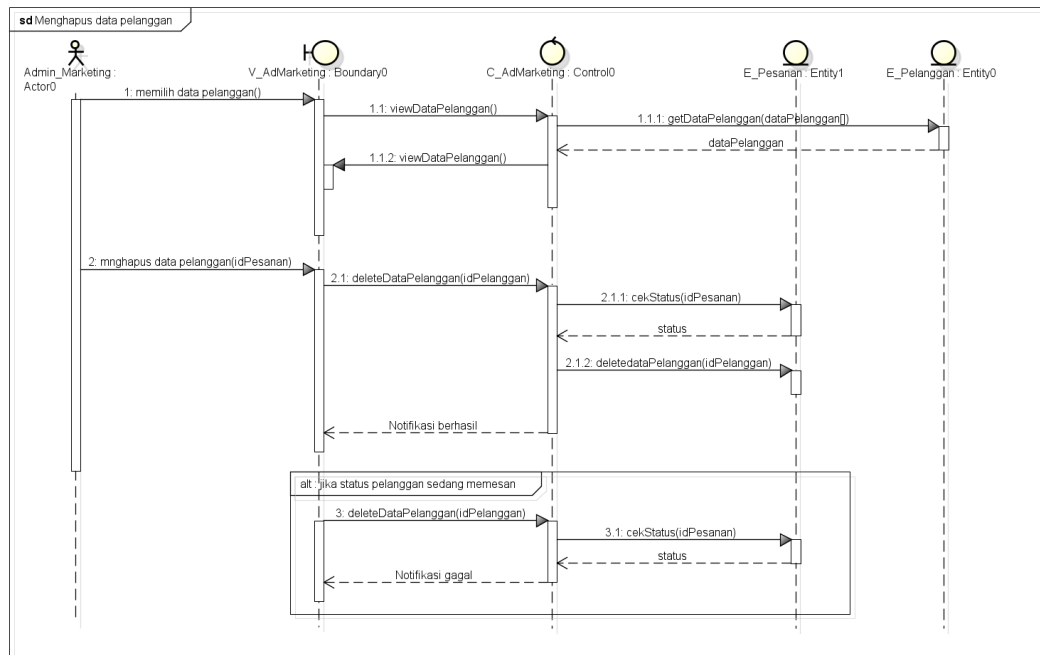 sd Menghapus data pelanggan
Admin_Marketing :
Actor0
V_AdMarketing : Boundary0
C_AdMarketing : Control0
E_Pesanan : Entity1
E_Pelanggan : Entity0
1: memilih data pelanggan()
1.1: viewDataPelanggan()
1.1.1: getDataPelanggan(dataPelanggan[])
dataPelanggan
1.1.2: viewDataPelanggan()
2: mnghapus data pelanggan(idPesanan)
2.1: deleteDataPelanggan(idPelanggan)
2.1.1: cekStatus(idPesanan)
status
2.1.2: deletedataPelanggan(idPelanggan)
Notifikasi berhasil
alt : jika status pelanggan sedang memesan
3: deleteDataPelanggan(idPelanggan)
3.1: cekStatus(idPesanan)
status
Notifikasi gagal